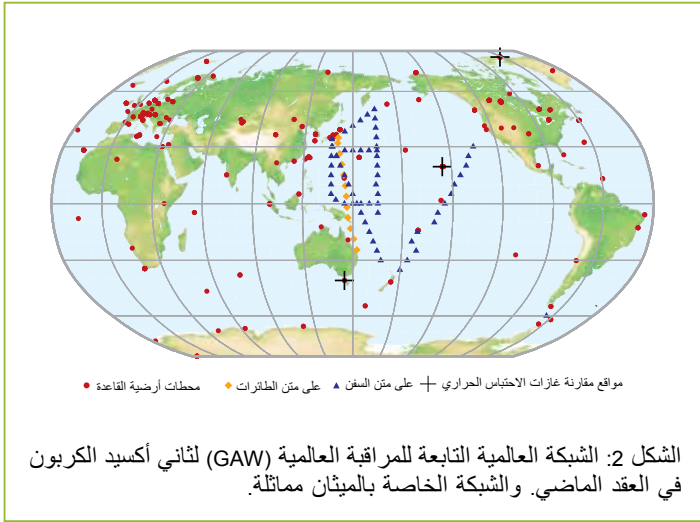 محطات أرضية القاعدة على متن الطائرات على متن السفن مواقع مقارنة غازات الاحتباس الحراري
الشكل 2: الشبكة العالمية التابعة للمراقبة العالمية (GAW) لثاني أكسيد الكربون
في العقد الماضي. والشبكة الخاصة بالميثان مماثلة.